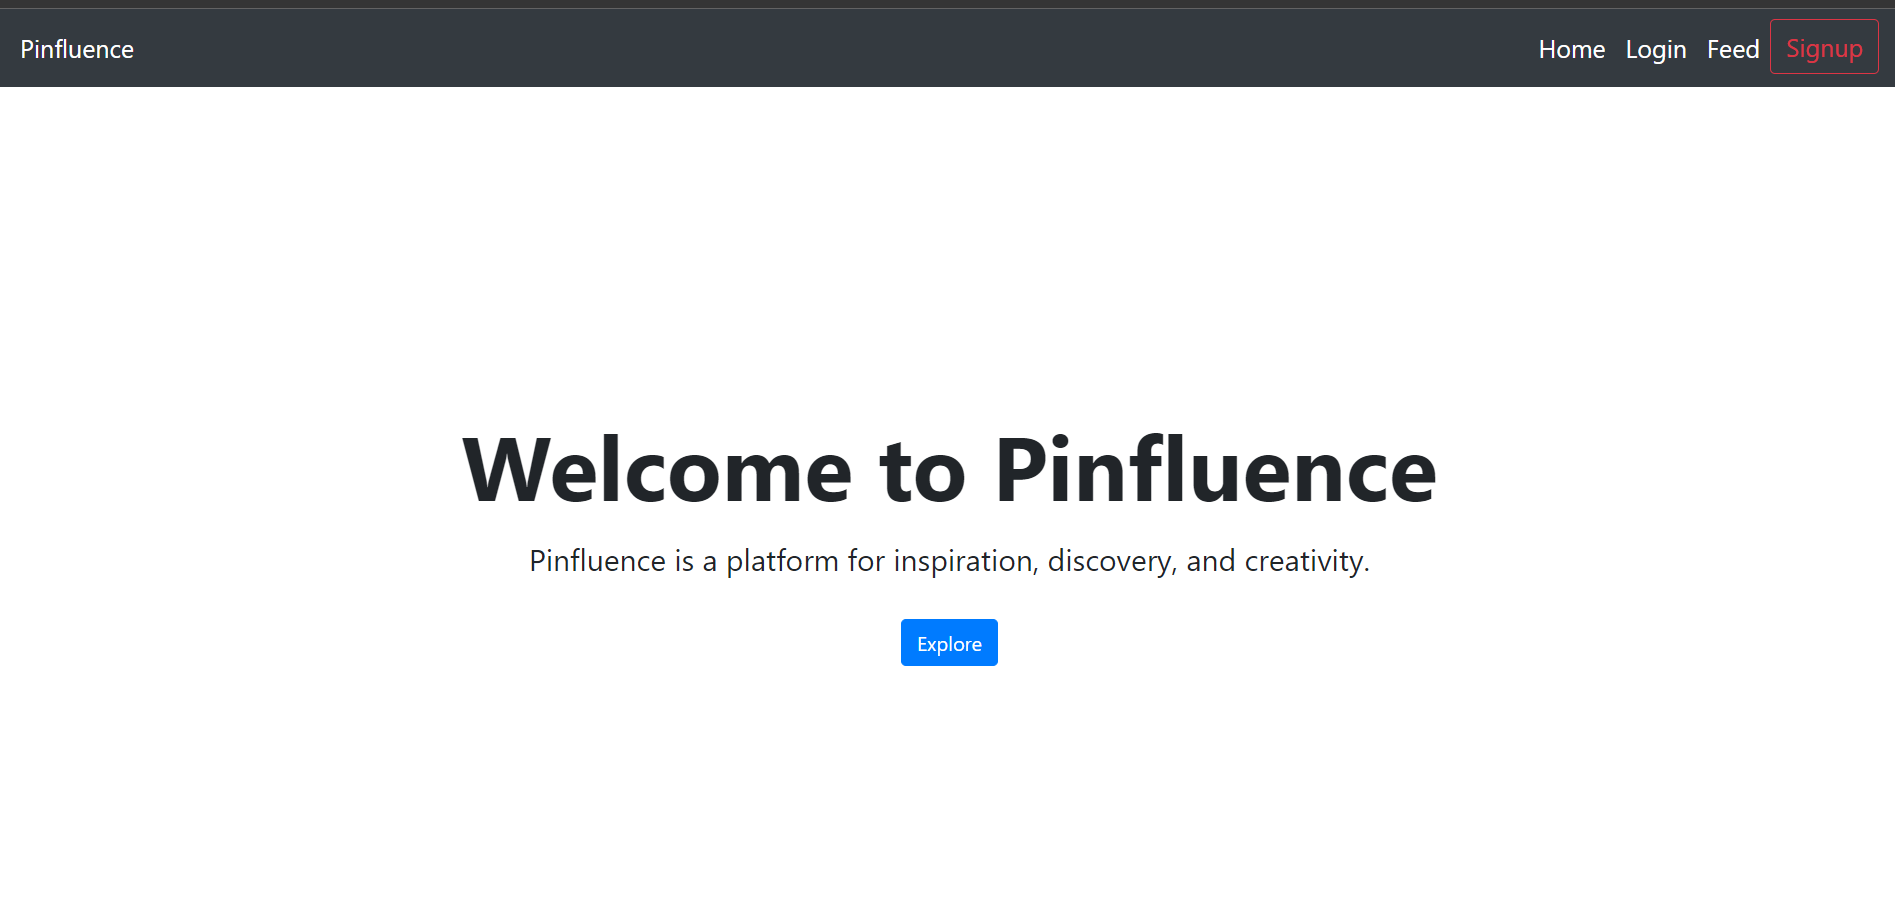 Pinfluence Home Login Feed Signup
Welcome to Pinfluence
Pinfluence is a platform for inspiration, discovery, and creativity.
Explore